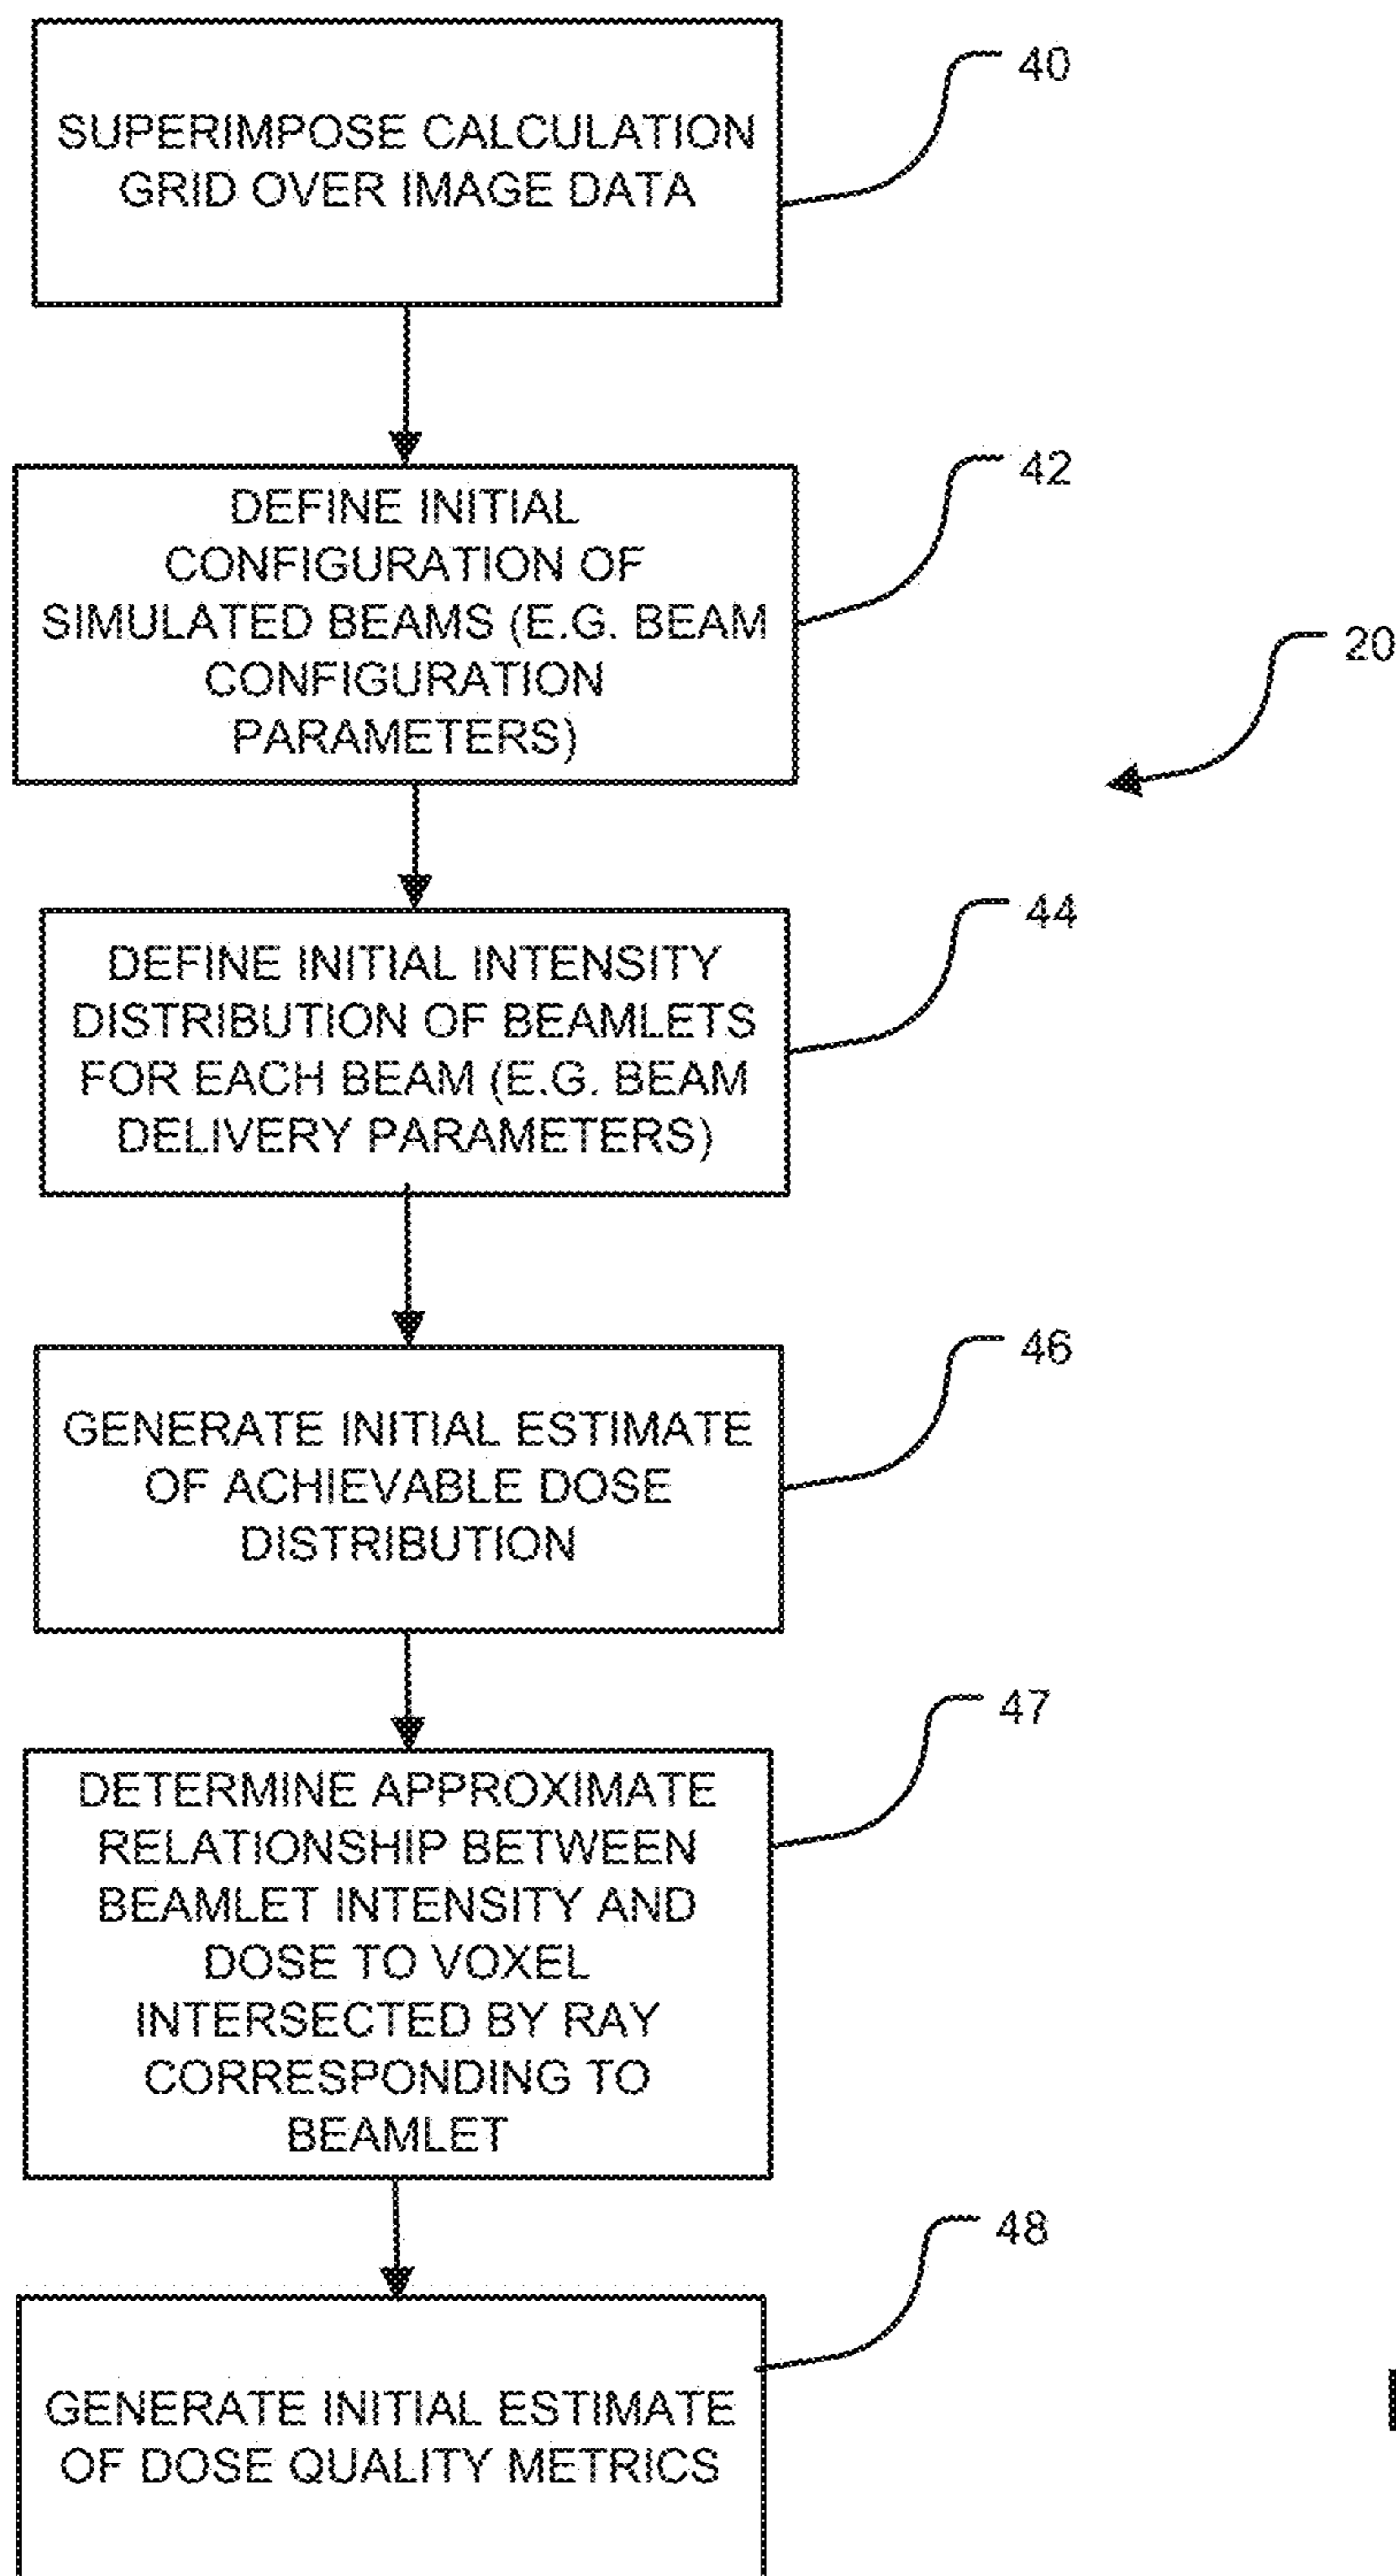 SUPERIMPOSE CALCULATION
GRID OVER IMAGE DATA
40
DEFINE INITIAL
CONFIGURATION OF
SIMULATED BEAMS (E.G. BEAM
CONFIGURATION
PARAMETERS)
42
20
DEFINE INITIAL INTENSITY
DISTRIBUTION OF BEAMLETS
FOR EACH BEAM (E.G. BEAM
DELIVERY PARAMETERS)
44
GENERATE INITIAL ESTIMATE
OF ACHIEVABLE DOSE
DISTRIBUTION
46
DETERMINE APPROXIMATE
RELATIONSHIP BETWEEN
BEAMLET INTENSITY AND
DOSE TO VOXEL
INTERSECTED BY RAY
CORRESPONDING TO
BEAMLET
47
GENERATE INITIAL ESTIMATE
OF DOSE QUALITY METRICS
48